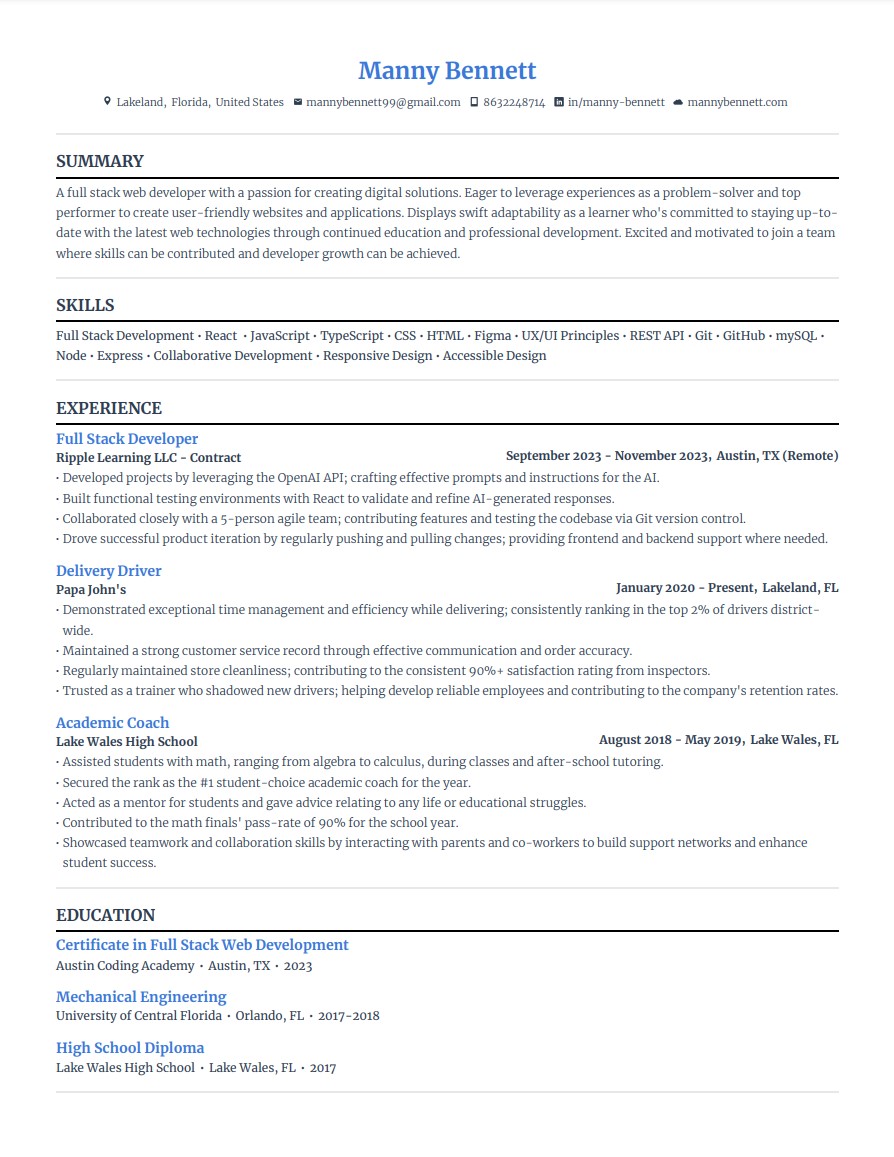 Manny Bennett
Lakeland, Florida, United States mannybennett99@gmail.com 8632248714 in/manny-bennett mannybennett.com
SUMMARY
A full stack web developer with a passion for creating digital solutions. Eager to leverage experiences as a problem-solver and top
performer to create user-friendly websites and applications. Displays swift adaptability as a learner who's committed to staying up-to-
date with the latest web technologies through continued education and professional development. Excited and motivated to join a team
where skills can be contributed and developer growth can be achieved.
SKILLS
Full Stack Development • React • JavaScript • TypeScript • CSS • HTML • Figma • UX/UI Principles • REST API • Git • GitHub • mySQL •
Node • Express • Collaborative Development • Responsive Design • Accessible Design
EXPERIENCE
Full Stack Developer
Ripple Learning LLC - Contract September 2023 - November 2023, Austin, TX (Remote)
• Developed projects by leveraging the OpenAI API; crafting effective prompts and instructions for the AI.
• Built functional testing environments with React to validate and refine AI-generated responses.
• Collaborated closely with a 5-person agile team; contributing features and testing the codebase via Git version control.
• Drove successful product iteration by regularly pushing and pulling changes; providing frontend and backend support where needed.
Delivery Driver
Papa John's January 2020 - Present, Lakeland, FL
• Demonstrated exceptional time management and efficiency while delivering; consistently ranking in the top 2% of drivers district-
wide.
• Maintained a strong customer service record through effective communication and order accuracy.
• Regularly maintained store cleanliness; contributing to the consistent 90%+ satisfaction rating from inspectors.
• Trusted as a trainer who shadowed new drivers; helping develop reliable employees and contributing to the company's retention rates.
Academic Coach
Lake Wales High School August 2018 - May 2019, Lake Wales, FL
• Assisted students with math, ranging from algebra to calculus, during classes and after-school tutoring.
• Secured the rank as the #1 student-choice academic coach for the year.
• Acted as a mentor for students and gave advice relating to any life or educational struggles.
• Contributed to the math finals' pass-rate of 90% for the school year.
• Showcased teamwork and collaboration skills by interacting with parents and co-workers to build support networks and enhance
student success.
EDUCATION
Certificate in Full Stack Web Development
Austin Coding Academy • Austin, TX • 2023
Mechanical Engineering
University of Central Florida • Orlando, FL • 2017-2018
High School Diploma
Lake Wales High School • Lake Wales, FL • 2017